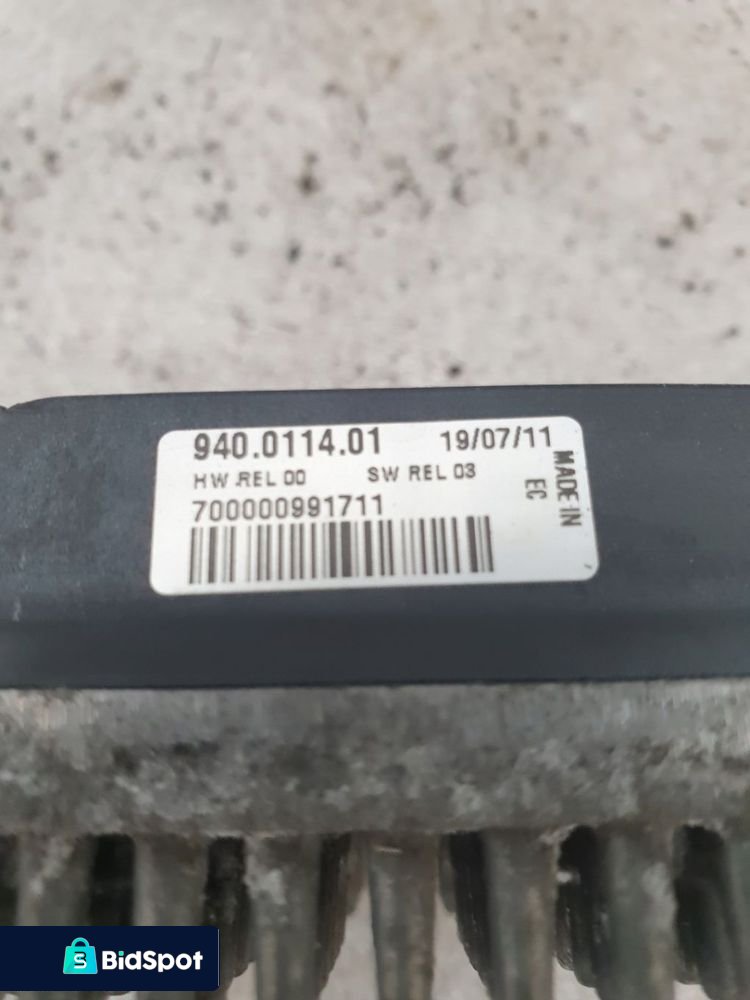 940.0114.01 19/07/11
HW.REL 00 SW REL 03
700000991711
MADE IN
EC
BidSpot